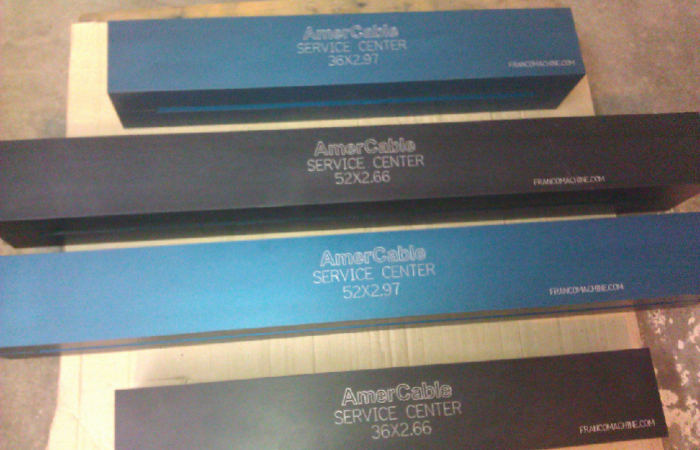 AmerCable
SERVICE CENTER
36X2.97
FRANCOMACHINE.COM
AmerCable
SERVICE CENTER
52X2.66
FRANCOMACHINE.COM
AmerCable
SERVICE CENTER
52X2.97
FRANCOMACHINE.COM
AmerCable
SERVICE CENTER
36X2.66
FRANCOMACHINE.COM